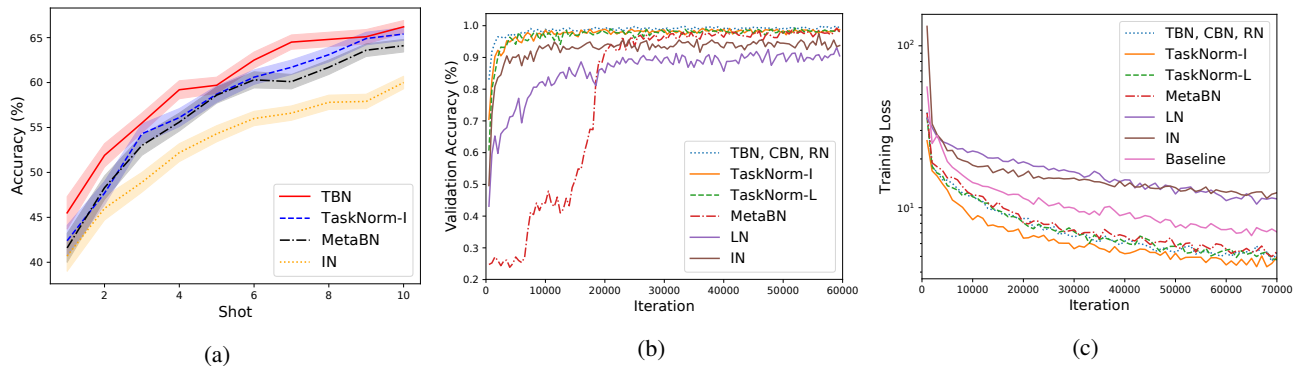 65
60
55
50
45
40
Accuracy (%)
2
4
6
8
10
Shot
TBN
TaskNorm-I
MetaBN
IN
(a)
1.0
0.9
0.8
0.7
0.6
0.5
0.4
0.3
0.2
Validation Accuracy (%)
0
10000
20000
30000
40000
50000
60000
Iteration
TBN, CBN, RN
TaskNorm-I
TaskNorm-L
MetaBN
LN
IN
(b)
10²
10¹
Training Loss
0
10000
20000
30000
40000
50000
60000
70000
Iteration
TBN, CBN, RN
TaskNorm-I
TaskNorm-L
MetaBN
LN
IN
Baseline
(c)